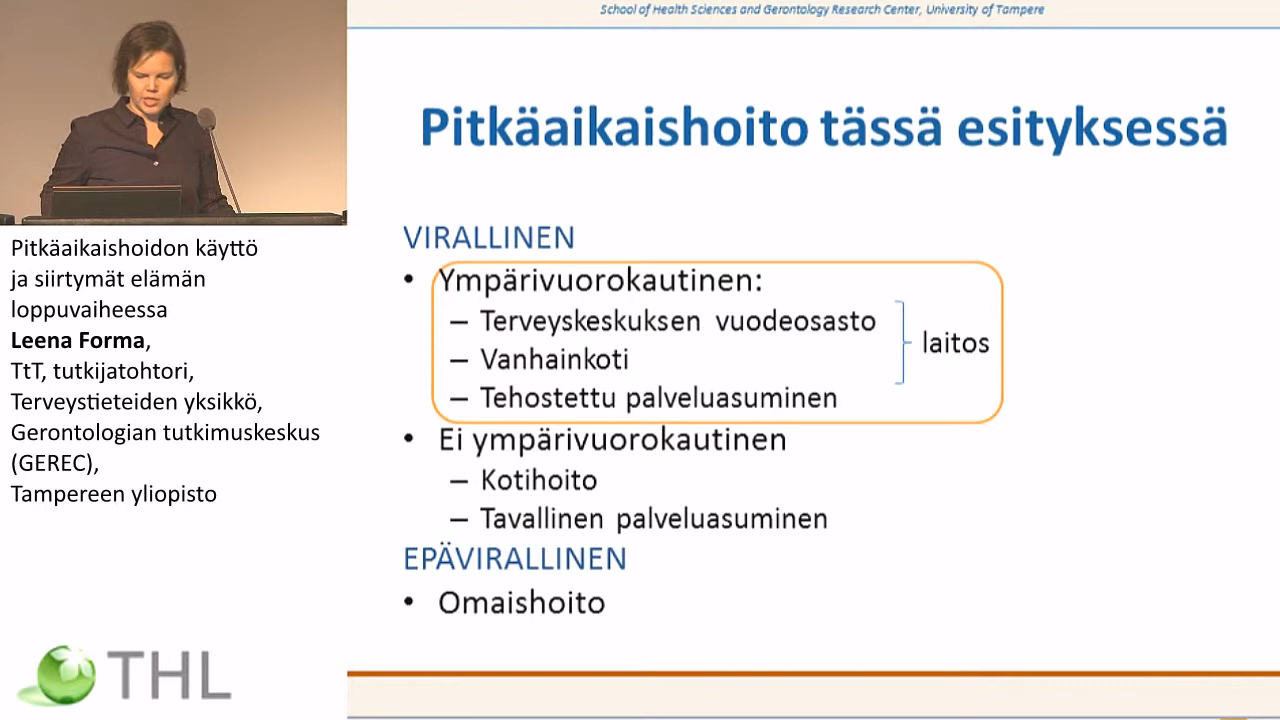 School of Health Sciences and Gerontology Research Center, University of Tampere
Pitkäaikaishoito tässä esityksessä
VIRALLINEN
• Ympärivuorokautinen:
– Terveyskeskuksen vuodeosasto
– Vanhainkoti
laitos
– Tehostettu palveluasuminen
• Ei ympärivuorokautinen
– Kotihoito
– Tavallinen palveluasuminen
EPÄVIRALLINEN
• Omaishoito
Pitkäaikaishoidon käyttö
ja siirtymät elämän
loppuvaiheessa
Leena Forma,
TtT, tutkijatohtori,
Terveystieteiden yksikkö,
Gerontologian tutkimuskeskus
(GEREC),
Tampereen yliopisto
THL